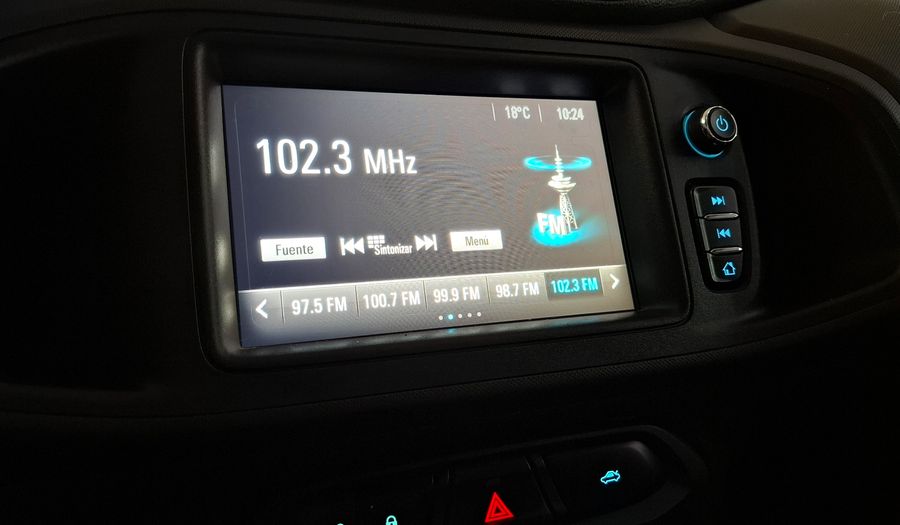 18°C 10:24
102.3 MHz
FM
Fuente Sintonizar Menú
97.5 FM 100.7 FM 99.9 FM 98.7 FM 102.3 FM